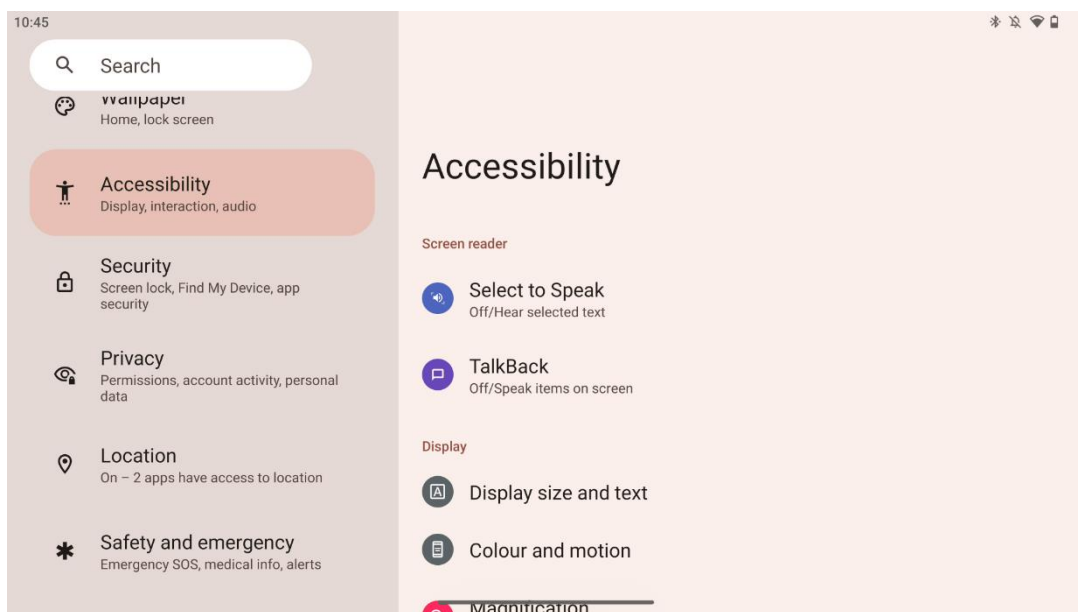 10:45
Search
Wallpaper
Home, lock screen
Accessibility
Display, interaction, audio
Security
Screen lock, Find My Device, app
security
Privacy
Permissions, account activity, personal
data
Location
On – 2 apps have access to location
Safety and emergency
Emergency SOS, medical info, alerts
Accessibility
Screen reader
Select to Speak
Off/Hear selected text
TalkBack
Off/Speak items on screen
Display
Display size and text
Colour and motion
Magnification